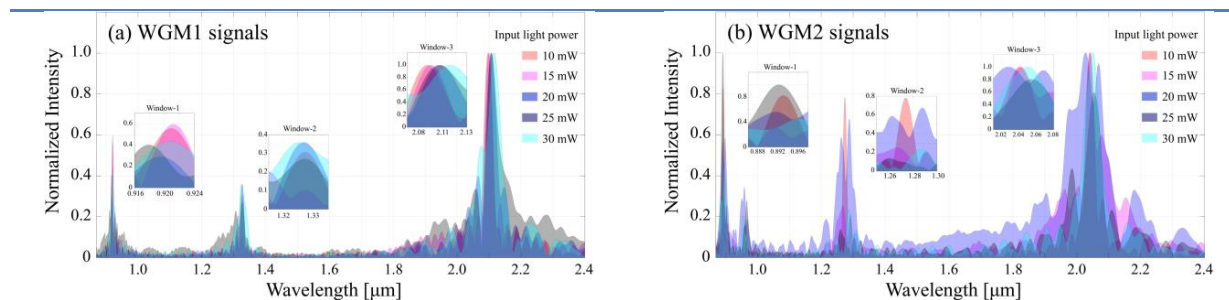 (a) WGM1 signals
Input light power
10 mW
15 mW
20 mW
25 mW
30 mW
Normalized Intensity
1.0
0.8
0.6
0.4
0.2
0
Window-1
0.6
0.4
0.2
0
0.916
0.920
0.924
Window-2
0.4
0.3
0.2
0.1
0
1.32
1.33
Window-3
1.0
0.8
0.6
0.4
0.2
0
2.08
2.11
2.13
1.0 1.2 1.4 1.6 1.8 2.0 2.2 2.4
Wavelength [μm]
(b) WGM2 signals
Input light power
10 mW
15 mW
20 mW
25 mW
30 mW
Normalized Intensity
1.0
0.8
0.6
0.4
0.2
0
Window-1
0.8
0.4
0
0.888
0.892
0.896
Window-2
0.8
0.6
0.4
0.2
0
1.26
1.28
1.30
Window-3
1.0
0.8
0.6
0.4
0.2
0
2.02
2.04
2.06
2.08
1.0 1.2 1.4 1.6 1.8 2.0 2.2 2.4
Wavelength [μm]